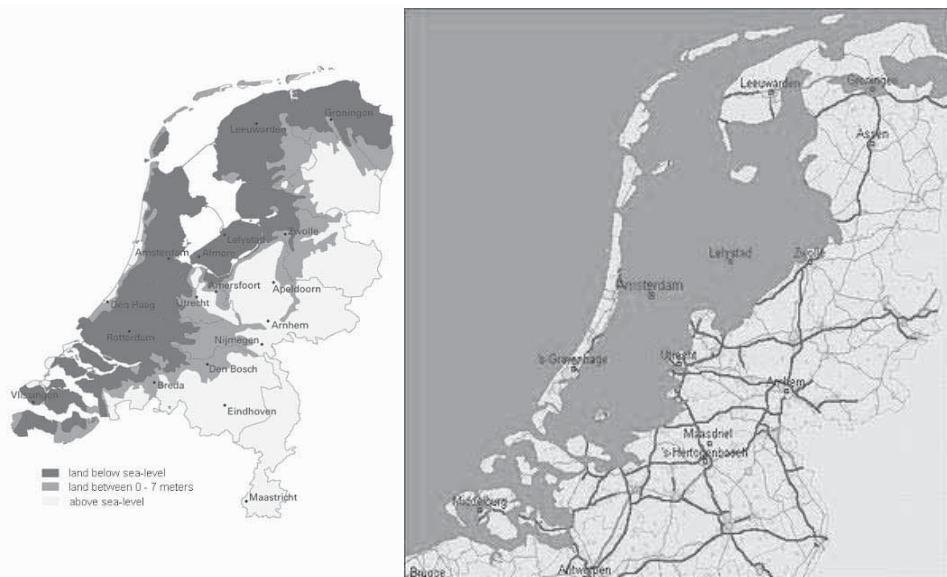 Groningen
Leeuwarden
Zwolle
Lelystad
Amsterdam
Almere
Amersfoort
Apeldoorn
Den Haag
Utrecht
Arnhem
Rotterdam
Nijmegen
Den Bosch
Breda
Vlissingen
Eindhoven
land below sea-level
land between 0 - 7 meters
above sea-level
Maastricht
Leeuwarden
Groningen
Assen
Lelystad
Zwolle
Amsterdam
's-Gravenhage
Utrecht
Arnhem
Maasdriel
's-Hertogenbosch
Middelburg
Brugge
Antwerpen